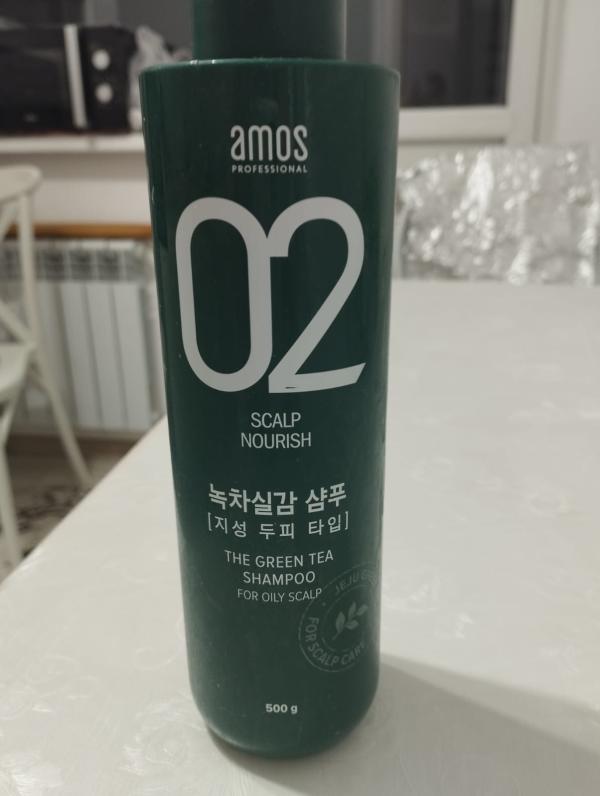 amos
PROFESSIONAL
02
SCALP
NOURISH
녹차실감 샴푸
[지성 두피 타입]
THE GREEN TEA
SHAMPOO
FOR OILY SCALP
JEJU
FOR SCALP CARE
500 g